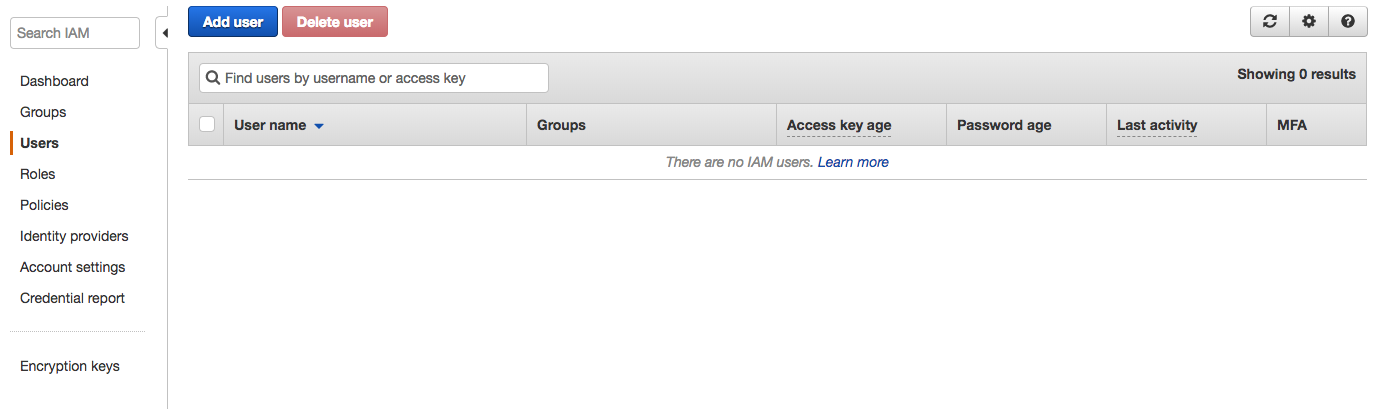 Search IAM
Dashboard
Groups
Users
Roles
Policies
Identity providers
Account settings
Credential report
Encryption keys
Add user Delete user
Find users by username or access key Showing 0 results
User name Groups Access key age Password age Last activity MFA
There are no IAM users. Learn more